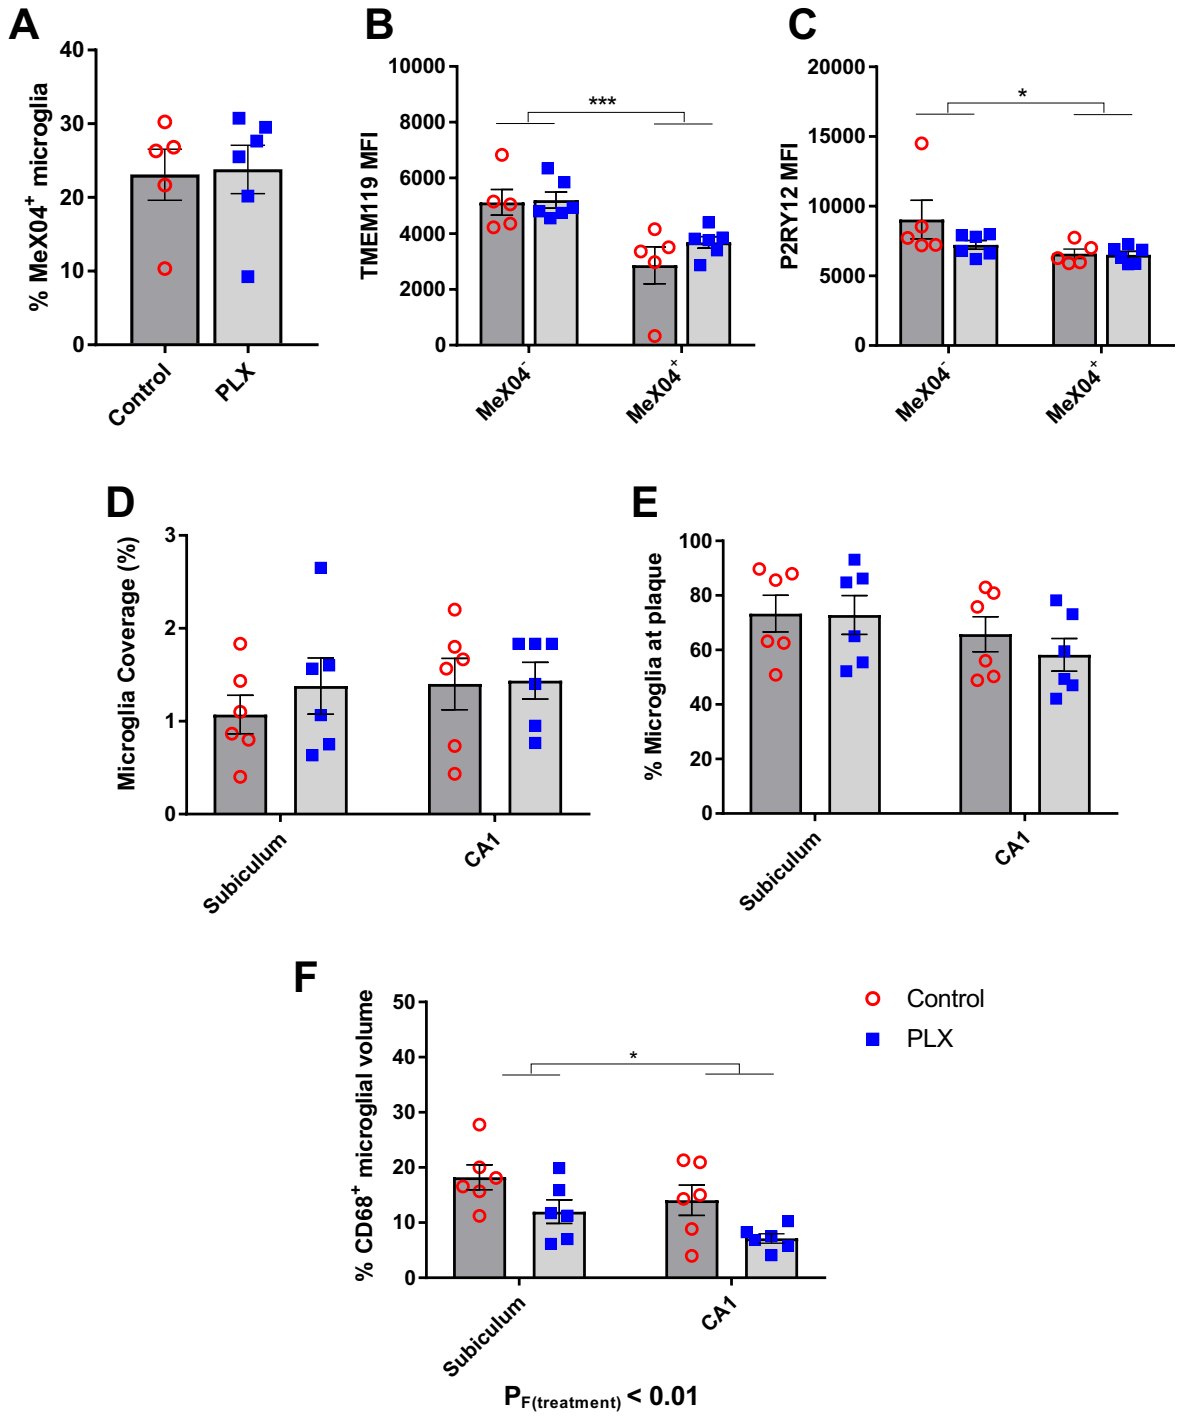 A
% MeX04+ microglia
40
30
20
10
0
Control
PLX
B
TMEM119 MFI
10000
8000
6000
4000
2000
0
***
MeX04-
MeX04+
C
P2RY12 MFI
20000
15000
10000
5000
0
*
MeX04-
MeX04+
D
Microglia Coverage (%)
3
2
1
0
Subiculum
CA1
E
% Microglia at plaque
100
80
60
40
20
0
Subiculum
CA1
F
% CD68+ microglial volume
50
40
30
20
10
0
*
Subiculum
CA1
Control
PLX
PF(treatment) < 0.01